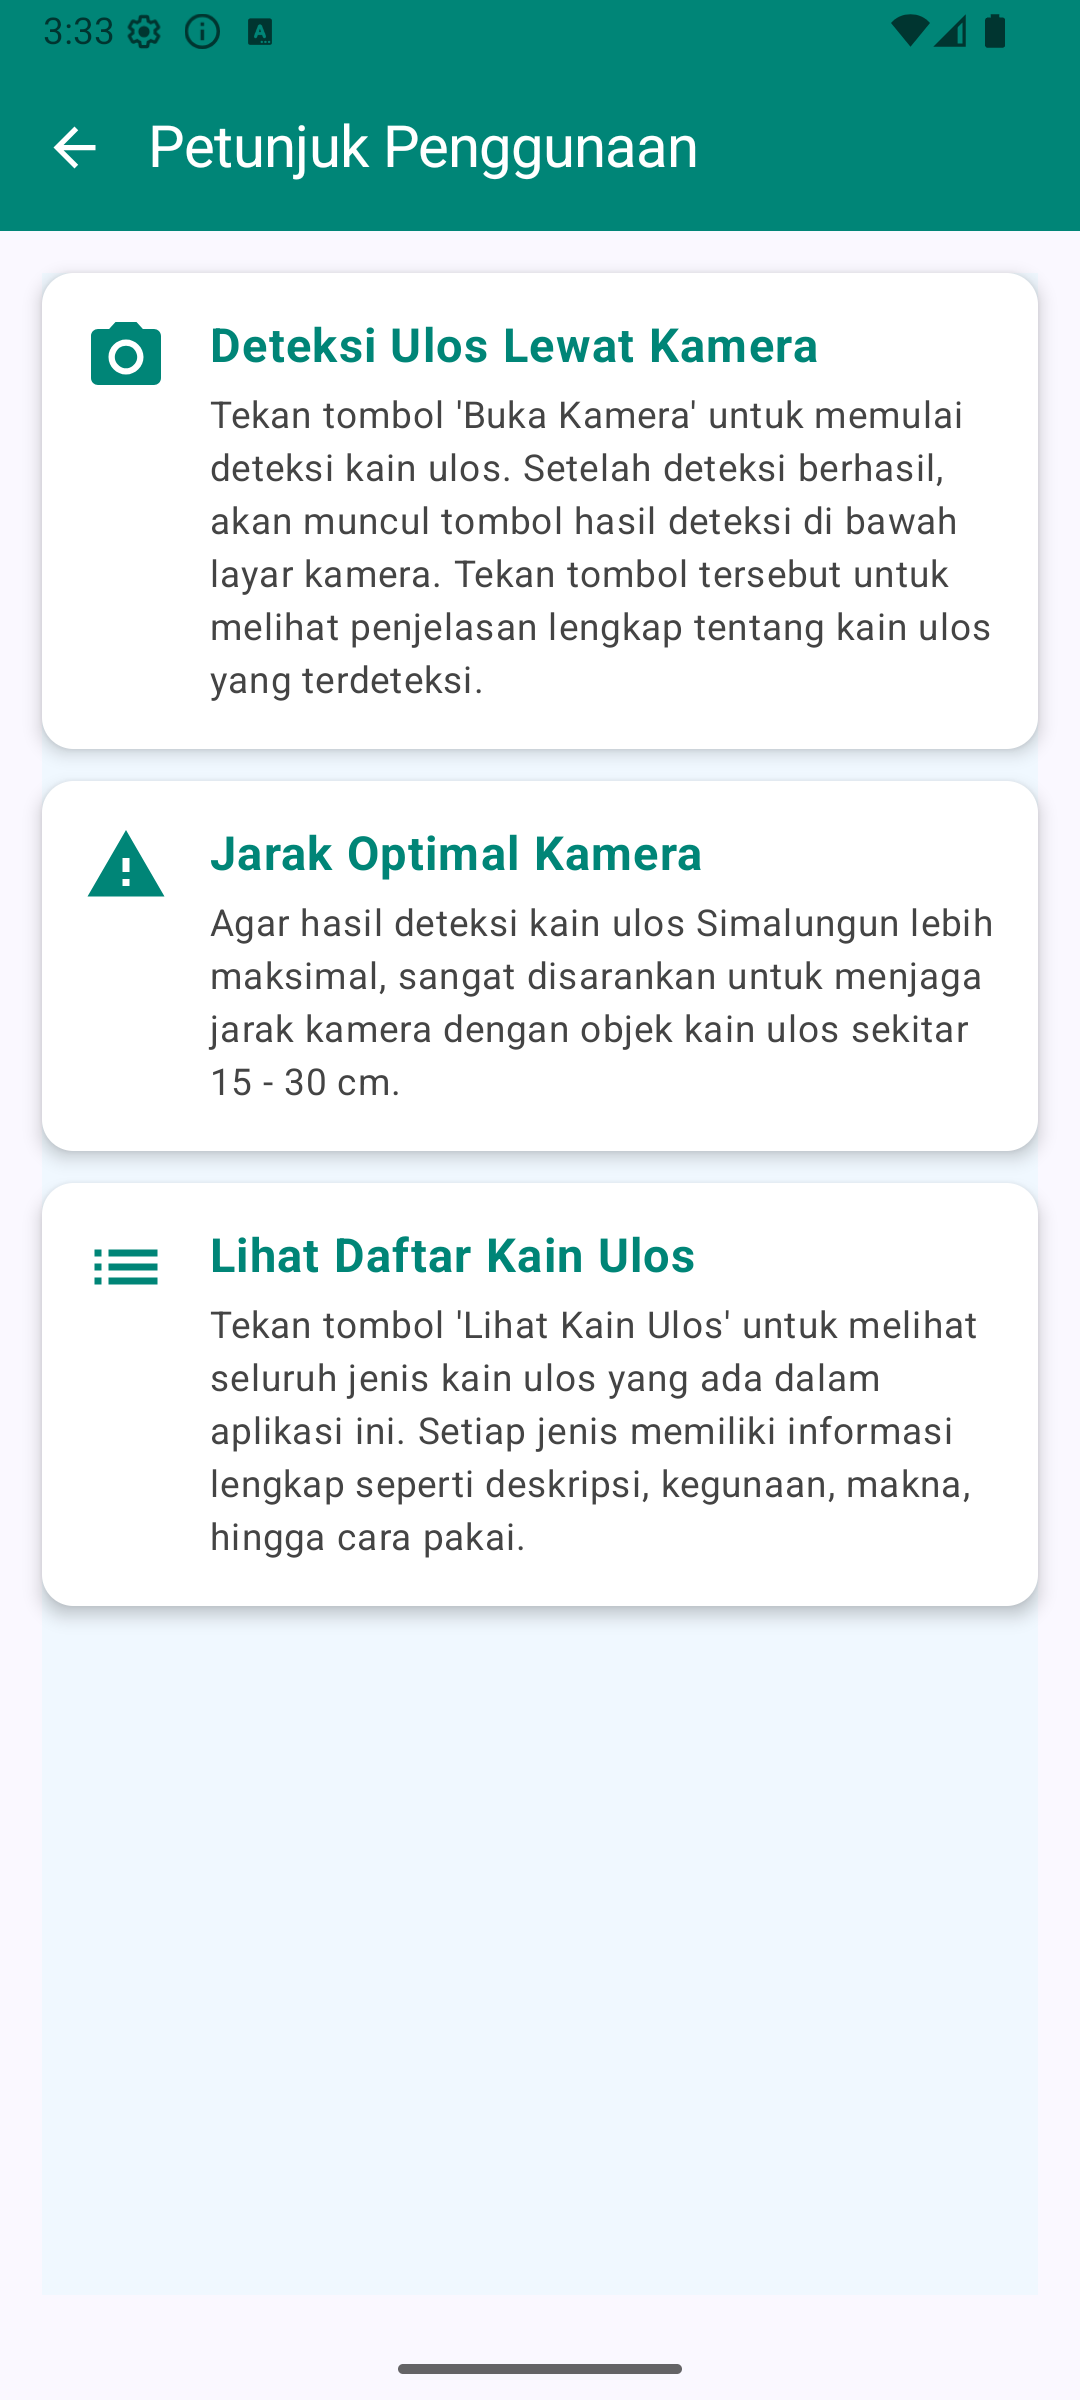 3:33
Petunjuk Penggunaan
Deteksi Ulos Lewat Kamera
Tekan tombol 'Buka Kamera' untuk memulai
deteksi kain ulos. Setelah deteksi berhasil,
akan muncul tombol hasil deteksi di bawah
layar kamera. Tekan tombol tersebut untuk
melihat penjelasan lengkap tentang kain ulos
yang terdeteksi.
Jarak Optimal Kamera
Agar hasil deteksi kain ulos Simalungun lebih
maksimal, sangat disarankan untuk menjaga
jarak kamera dengan objek kain ulos sekitar
15 - 30 cm.
Lihat Daftar Kain Ulos
Tekan tombol 'Lihat Kain Ulos' untuk melihat
seluruh jenis kain ulos yang ada dalam
aplikasi ini. Setiap jenis memiliki informasi
lengkap seperti deskripsi, kegunaan, makna,
hingga cara pakai.